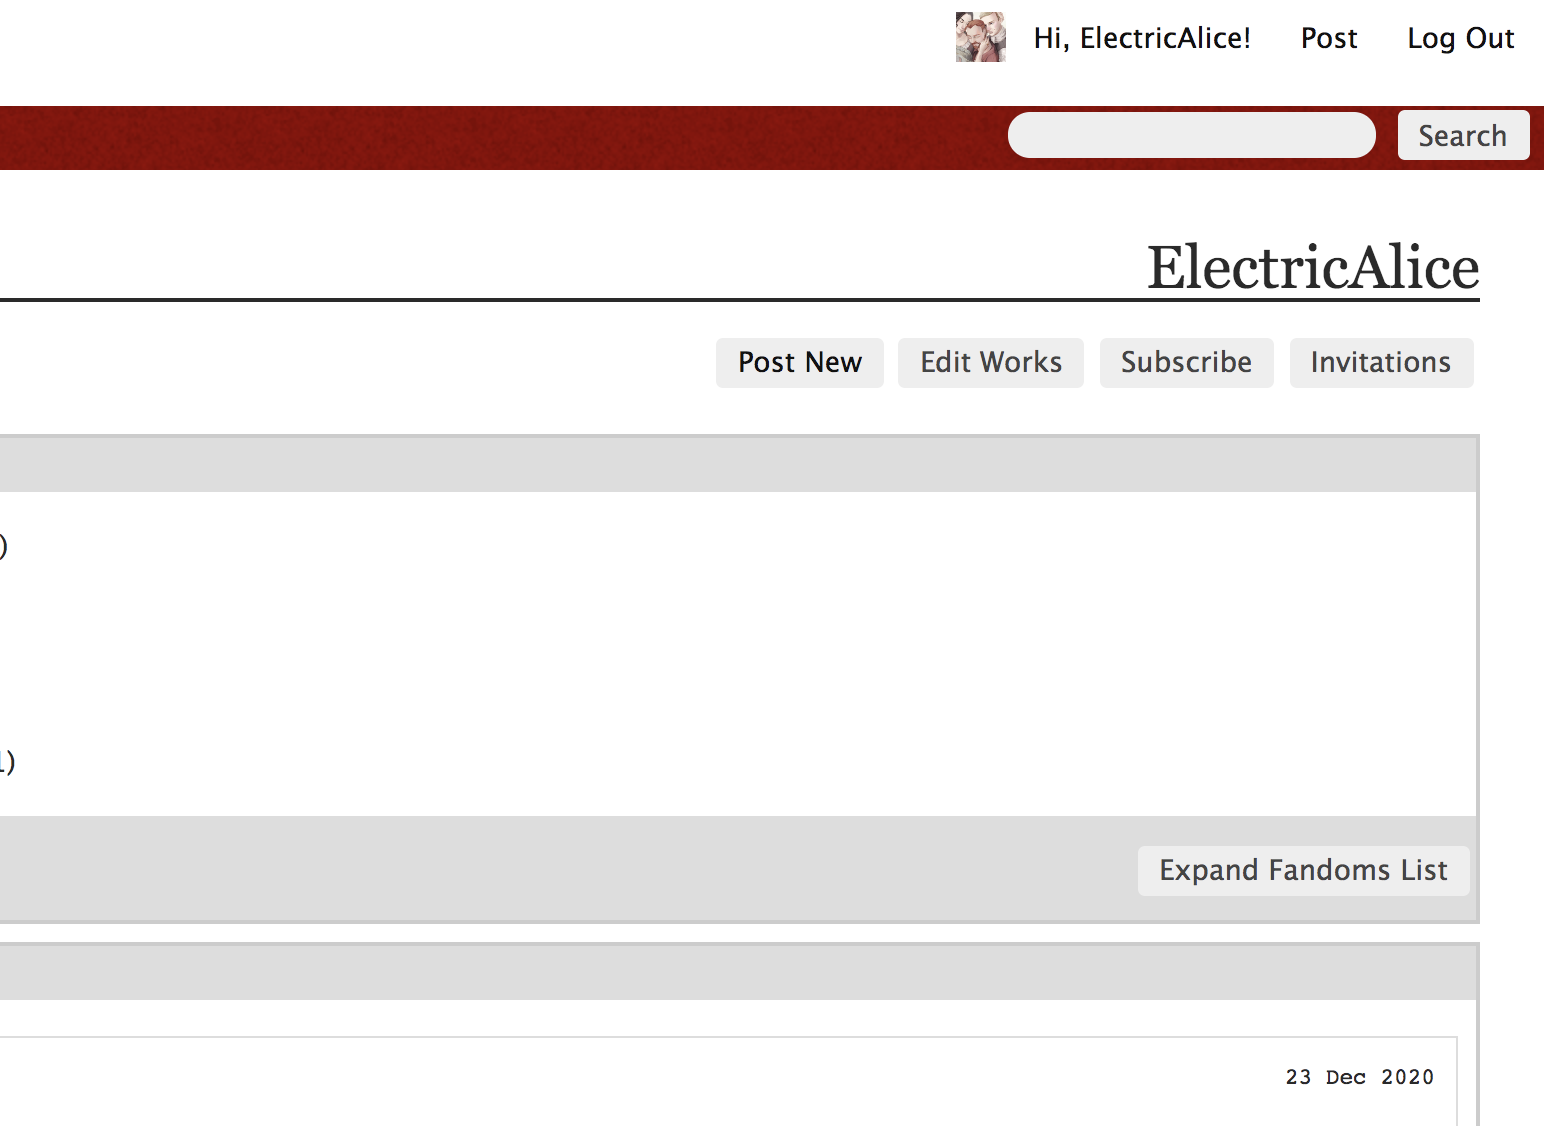 Hi, ElectricAlice! Post Log Out
Search
ElectricAlice
Post New Edit Works Subscribe Invitations
)
1)
Expand Fandoms List
23 Dec 2020